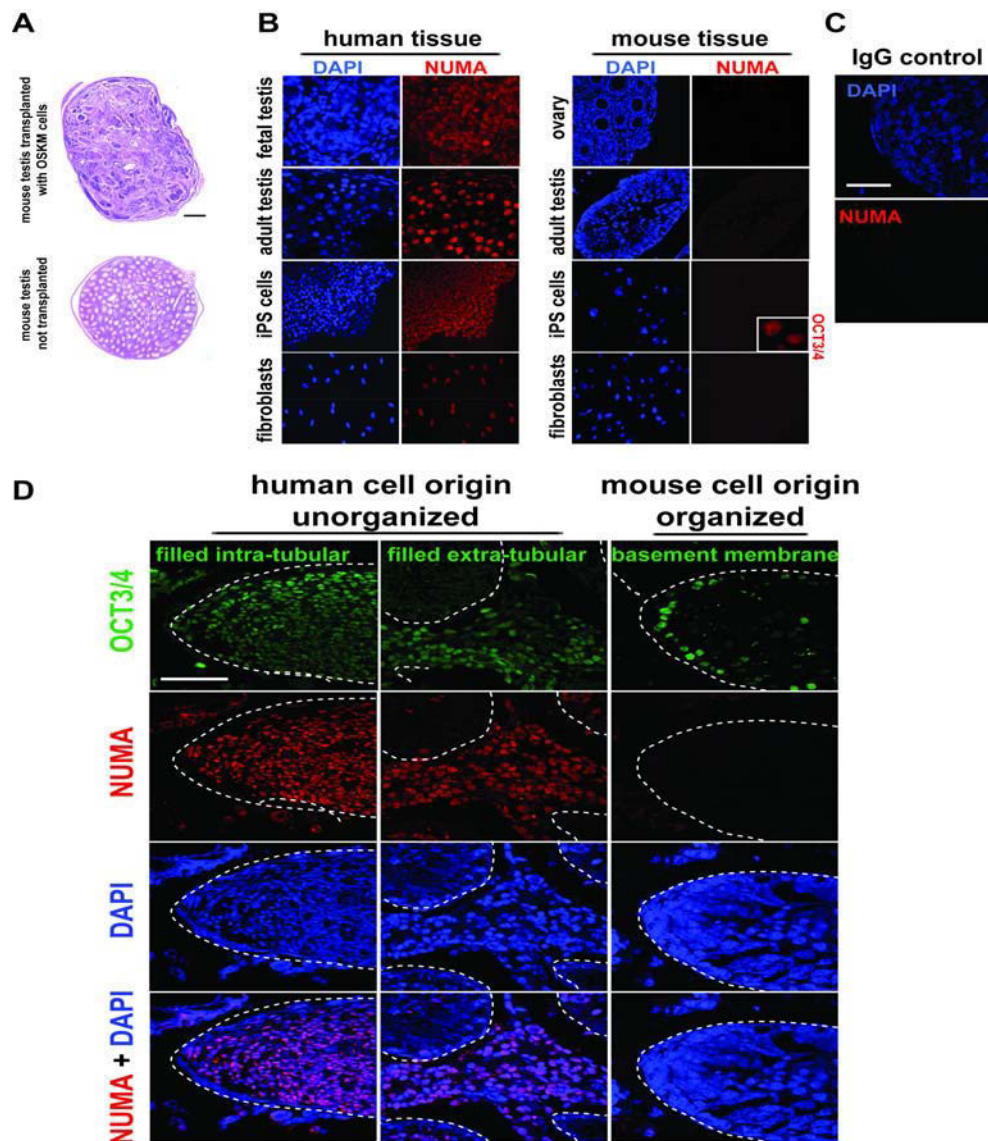 A
mouse testis transplanted
with OSKM cells
mouse testis
not transplanted
B
human tissue
DAPI NUMA
fetal testis
adult testis
iPS cells
fibroblasts
mouse tissue
DAPI NUMA
ovary
adult testis
iPS cells
OCT3/4
fibroblasts
C
IgG control
DAPI
NUMA
D
human cell origin
unorganized
mouse cell origin
organized
filled intra-tubular
filled extra-tubular
basement membrane
OCT3/4
NUMA
DAPI
NUMA + DAPI